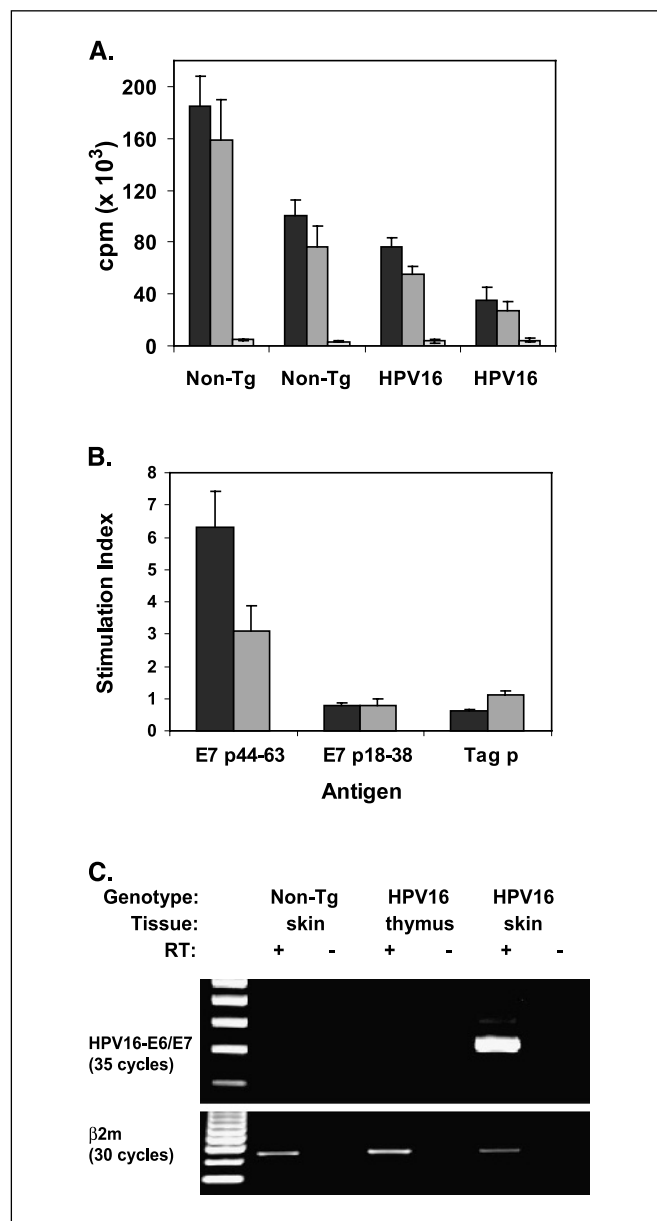 A.
cpm (x 10³)
200
160
120
80
40
0
Non-Tg Non-Tg HPV16 HPV16
B.
Stimulation Index
8
7
6
5
4
3
2
1
0
E7 p44-63 E7 p18-38 Tag p
Antigen
C.
Genotype: Non-Tg HPV16 HPV16
Tissue: skin thymus skin
RT: + - + - + -
HPV16-E6/E7
(35 cycles)
β2m
(30 cycles)